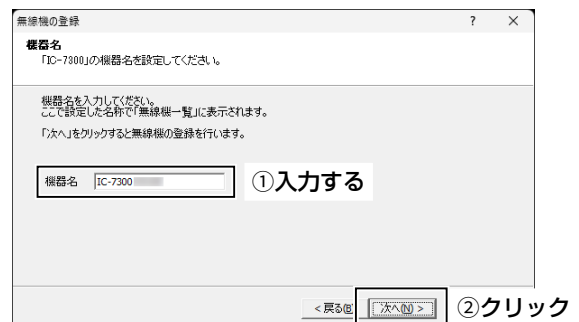 無線機の登録 ?
機器名
「IC-7300」の機器名を設定してください。
機器名を入力してください。
ここで設定した名称で「無線機一覧」に表示されます。
「次へ」をクリックすると無線機の登録を行います。
機器名 IC-7300 ①入力する
< 戻る(B 次へ(N) > ②クリック